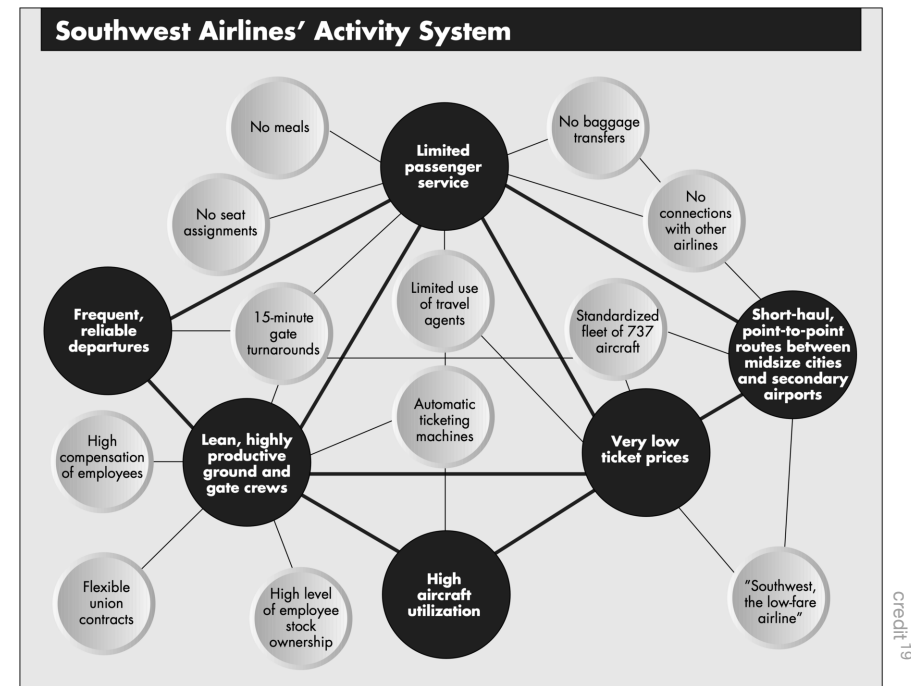 Southwest Airlines’ Activity System
No meals
Limited
passenger
service
No baggage
transfers
No seat
assignments
No
connections
with other
airlines
Frequent,
reliable
departures
15-minute
gate
turnarounds
Limited use
of travel
agents
Standardized
fleet of 737
aircraft
Short-haul,
point-to-point
routes between
midsize cities
and secondary
airports
High
compensation
of employees
Lean, highly
productive
ground and
gate crews
Automatic
ticketing
machines
Very low
ticket prices
Flexible
union
contracts
High level
of employee
stock
ownership
High
aircraft
utilization
”Southwest,
the low-fare
airline”
credit 19